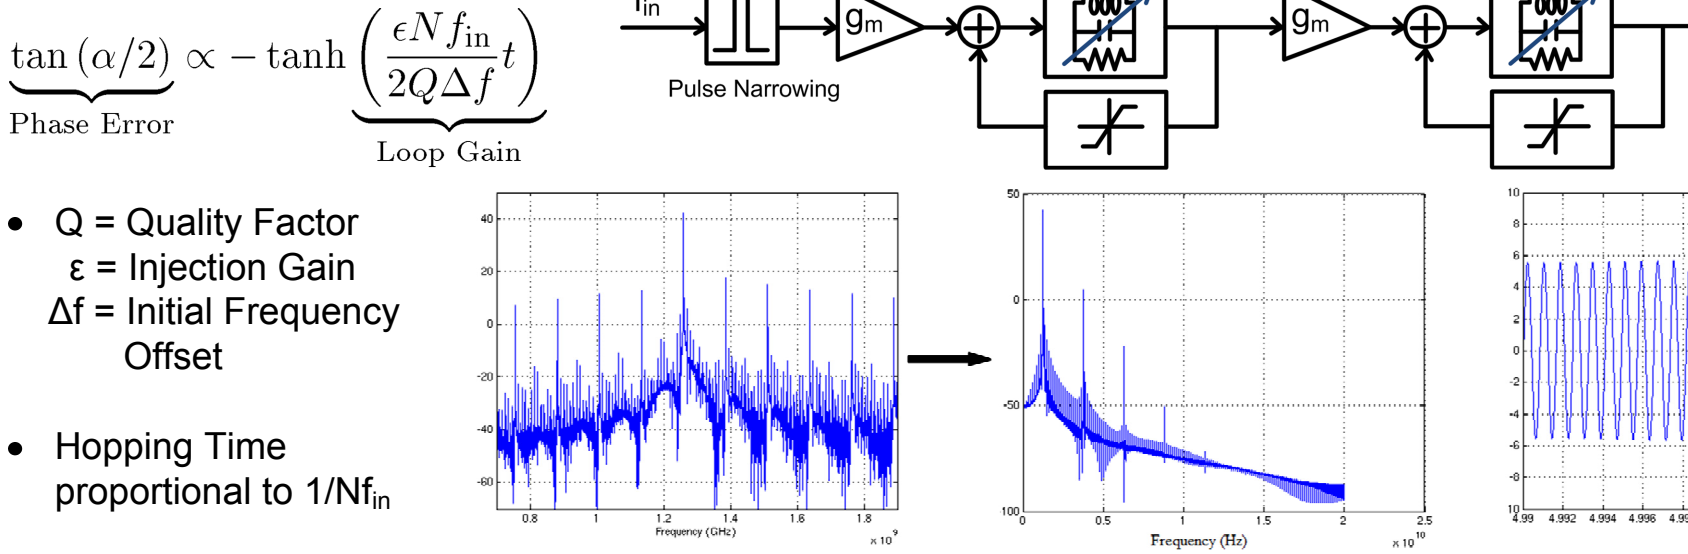 tan (α/2) ∝ − tanh (εN f_in / 2QΔf t)
Phase Error
Loop Gain
f_in
g_m
g_m
Pulse Narrowing
• Q = Quality Factor
ε = Injection Gain
Δf = Initial Frequency
Offset
• Hopping Time
proportional to 1/Nf_in
40
20
0
-20
-40
-60
0.8 1 1.2 1.4 1.6 1.8
Frequency (GHz)
× 10^9
50
0
-50
100
0 0.5 1 1.5 2 2.5
Frequency (Hz)
× 10^10
10
8
6
4
2
0
-2
-4
-6
-8
-10
4.99 4.992 4.994 4.996